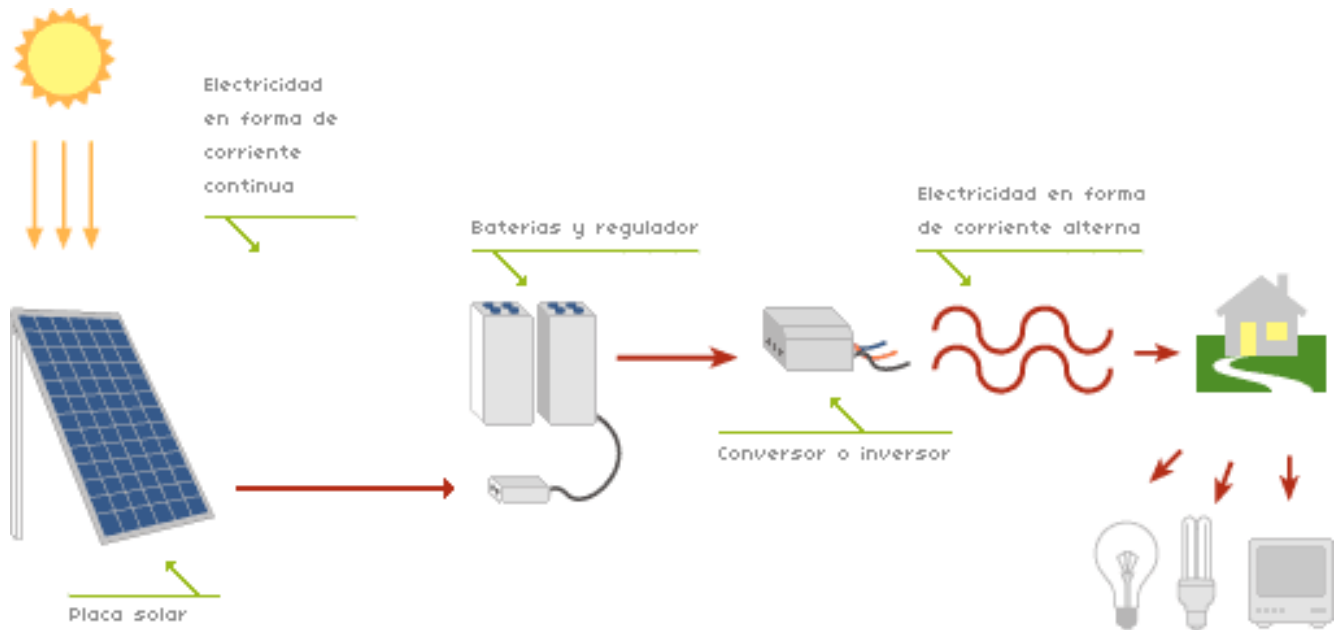 Electricidad
en forma de
corriente
continua
Electricidad en forma
de corriente alterna
Baterias y regulador
Conversor o inversor
Placa solar